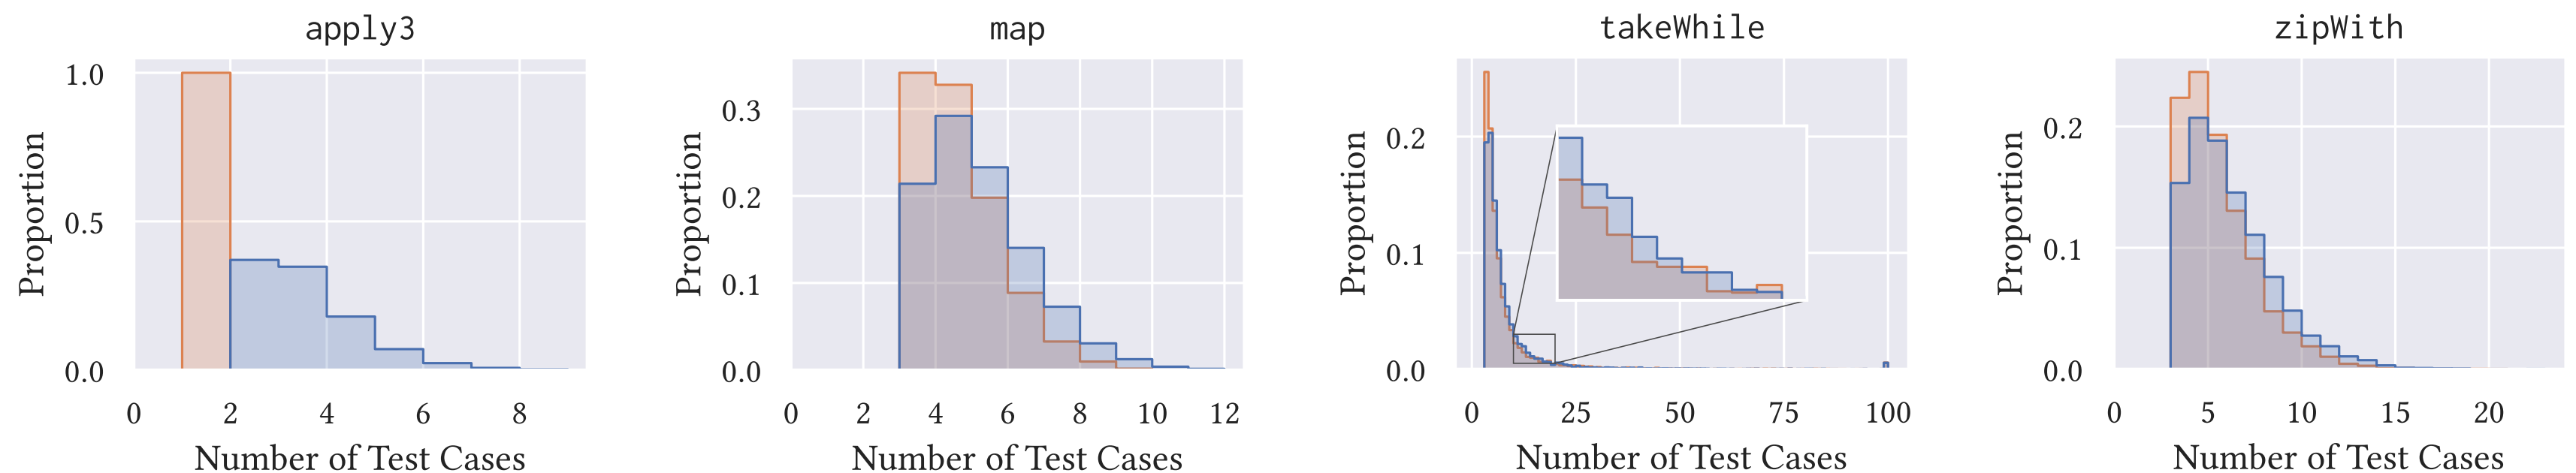 apply3
1.0
0.5
0.0
Proportion
0 2 4 6 8
Number of Test Cases
map
0.3
0.2
0.1
0.0
Proportion
0 2 4 6 8 10 12
Number of Test Cases
takeWhile
0.2
0.1
0.0
Proportion
0 25 50 75 100
Number of Test Cases
zipWith
0.2
0.1
0.0
Proportion
0 5 10 15 20
Number of Test Cases